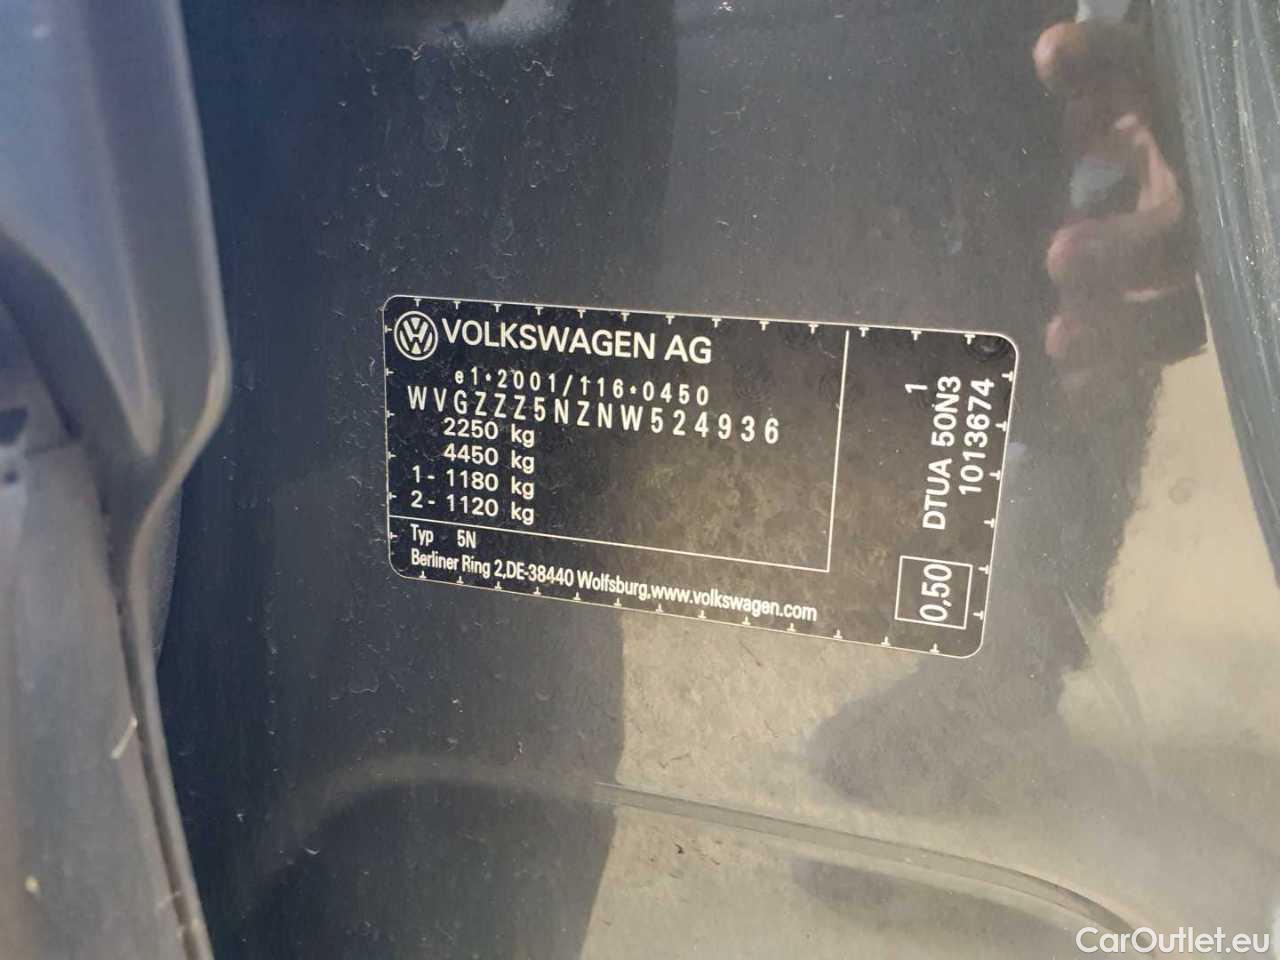 VOLKSWAGEN AG
e1*2001/116*0450
WVGZZZ5NZNW524936
2250 kg
4450 kg
1- 1180 kg
2- 1120 kg
Typ 5N
Berliner Ring 2,DE-38440 Wolfsburg,www.volkswagen.com
1
DTUA 50N3
1013674
0,50
CarOutlet.eu